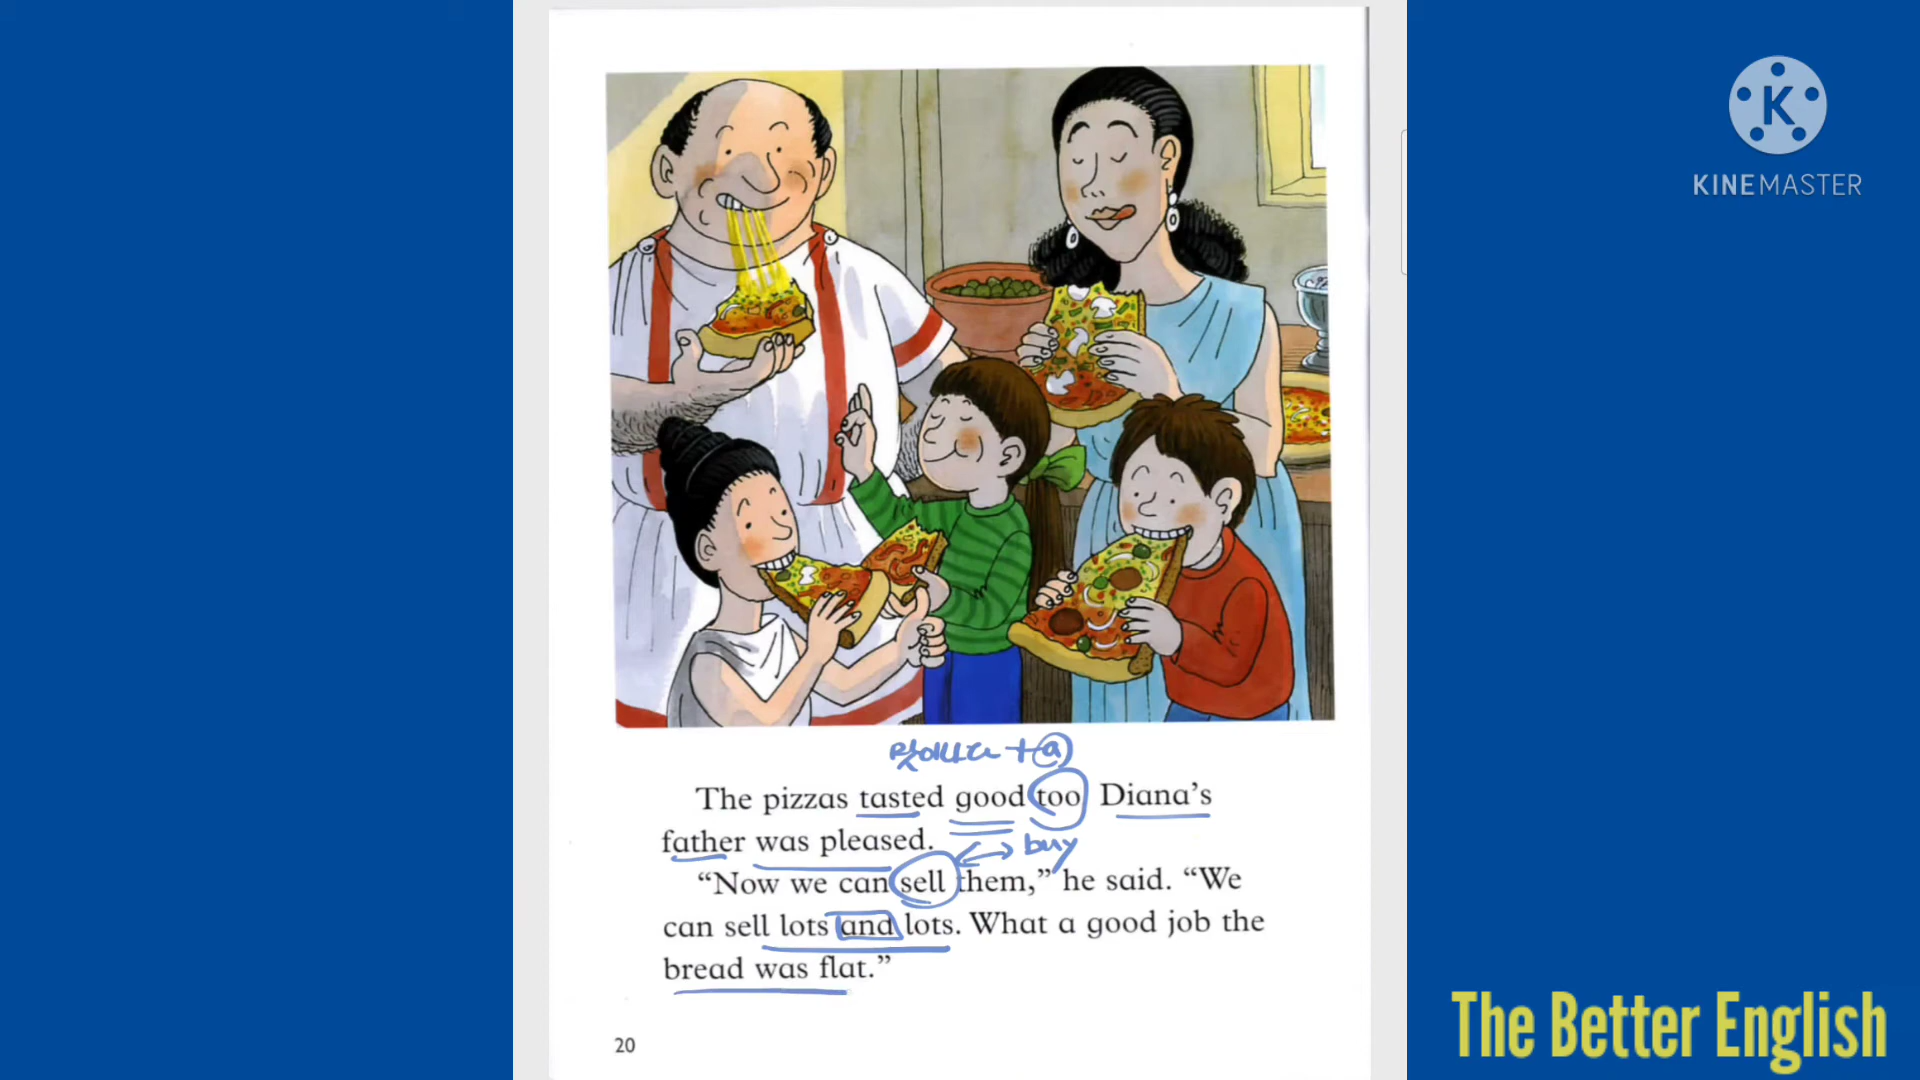 KINEMASTER
+a
The pizzas tasted good too Diana's
father was pleased.
buy
“Now we can sell them,” he said. “We
can sell lots and lots. What a good job the
bread was flat.”
20
The Better English